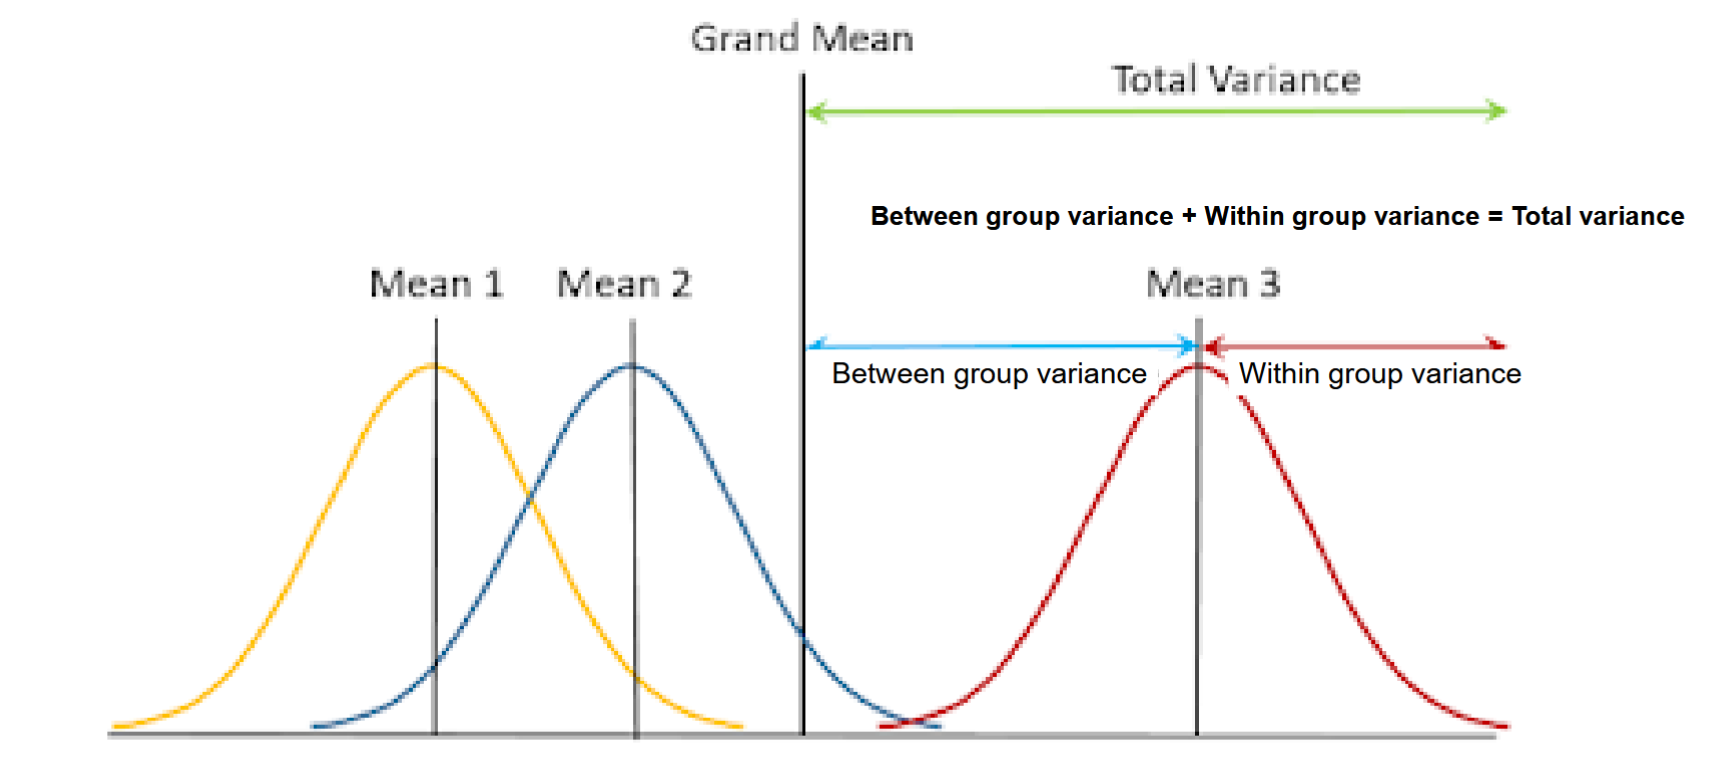 Grand Mean
Total Variance
Between group variance + Within group variance = Total variance
Mean 1
Mean 2
Mean 3
Between group variance
Within group variance